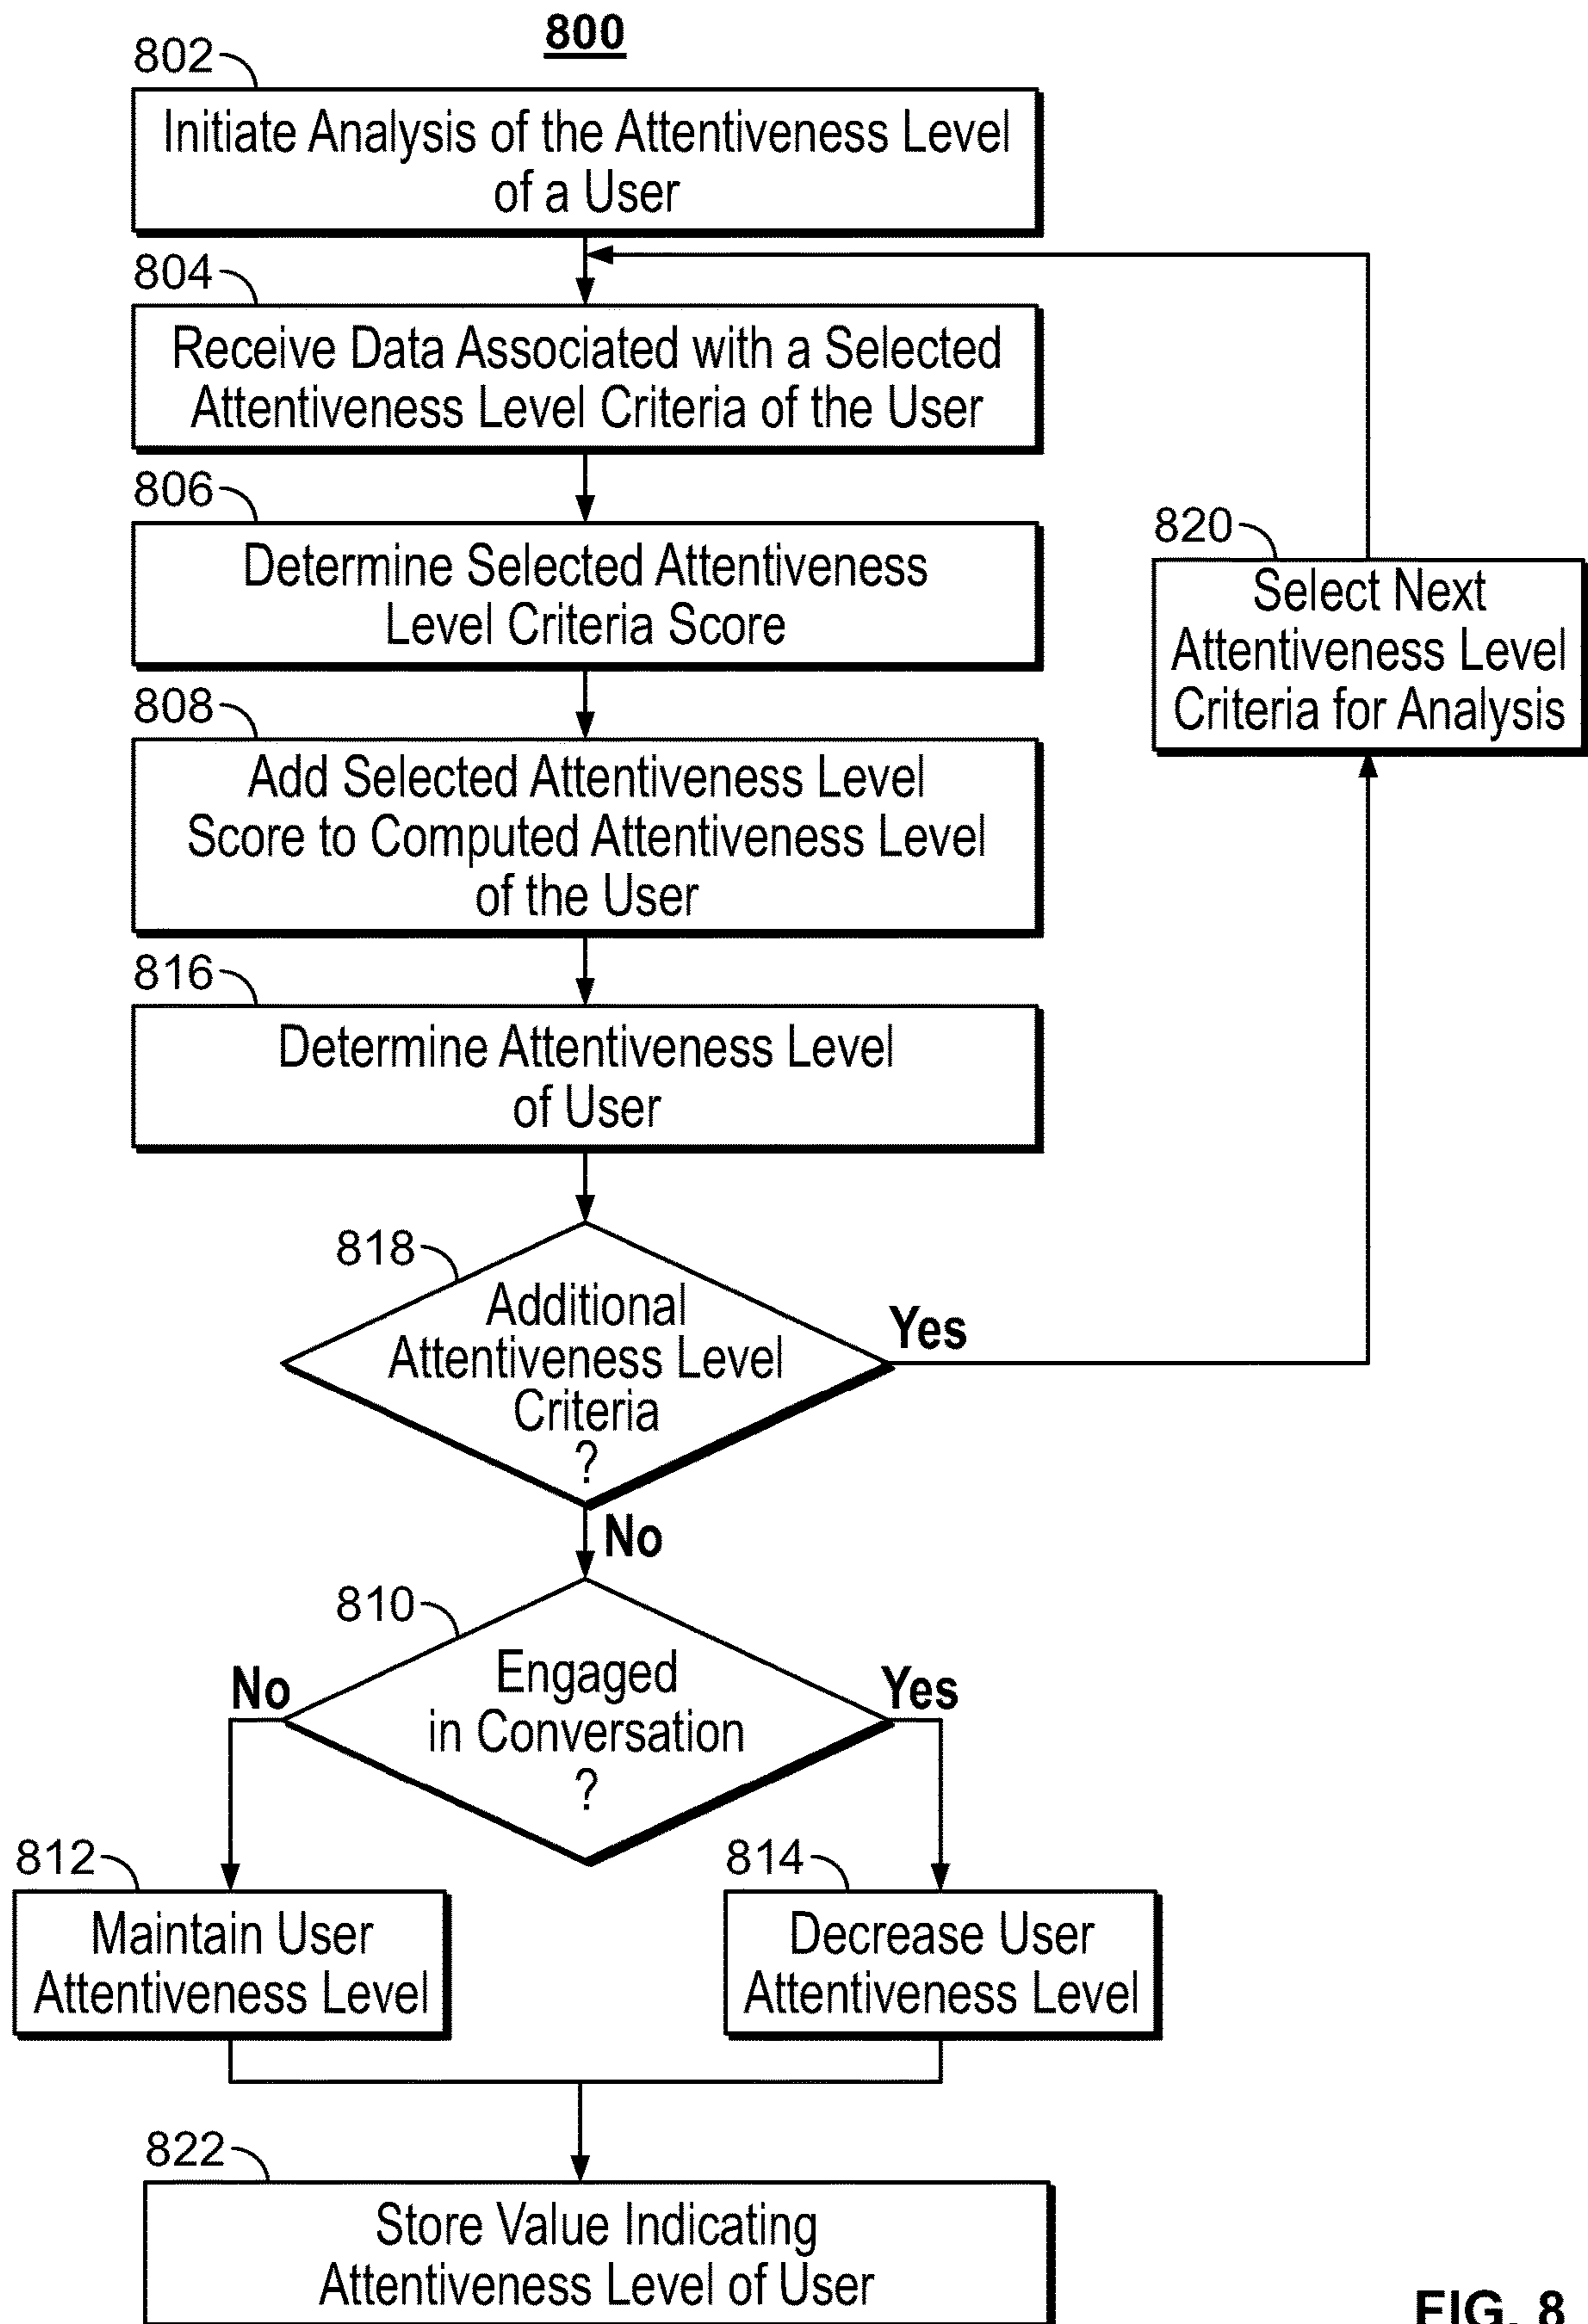 800
802
Initiate Analysis of the Attentiveness Level
of a User
804
Receive Data Associated with a Selected
Attentiveness Level Criteria of the User
806
Determine Selected Attentiveness
Level Criteria Score
820
Select Next
Attentiveness Level
Criteria for Analysis
808
Add Selected Attentiveness Level
Score to Computed Attentiveness Level
of the User
816
Determine Attentiveness Level
of User
818
Additional
Attentiveness Level
Criteria
?
Yes
No
810
Engaged
in Conversation
?
No
Yes
812
Maintain User
Attentiveness Level
814
Decrease User
Attentiveness Level
822
Store Value Indicating
Attentiveness Level of User
FIG. 8